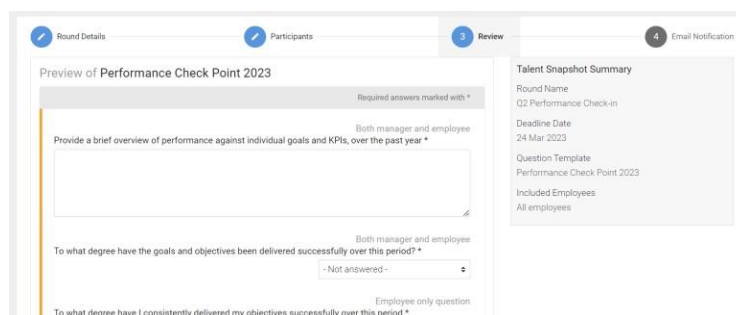 Round Details
Participants
3 Review
4 Email Notification
Preview of Performance Check Point 2023
Required answers marked with *
Both manager and employee
Provide a brief overview of performance against individual goals and KPIs, over the past year *
Both manager and employee
To what degree have the goals and objectives been delivered successfully over this period? *
- Not answered -
Employee only question
To what degree have I consistently delivered my objectives successfully over this period *
Talent Snapshot Summary
Round Name
Q2 Performance Check-in
Deadline Date
24 Mar 2023
Question Template
Performance Check Point 2023
Included Employees
All employees